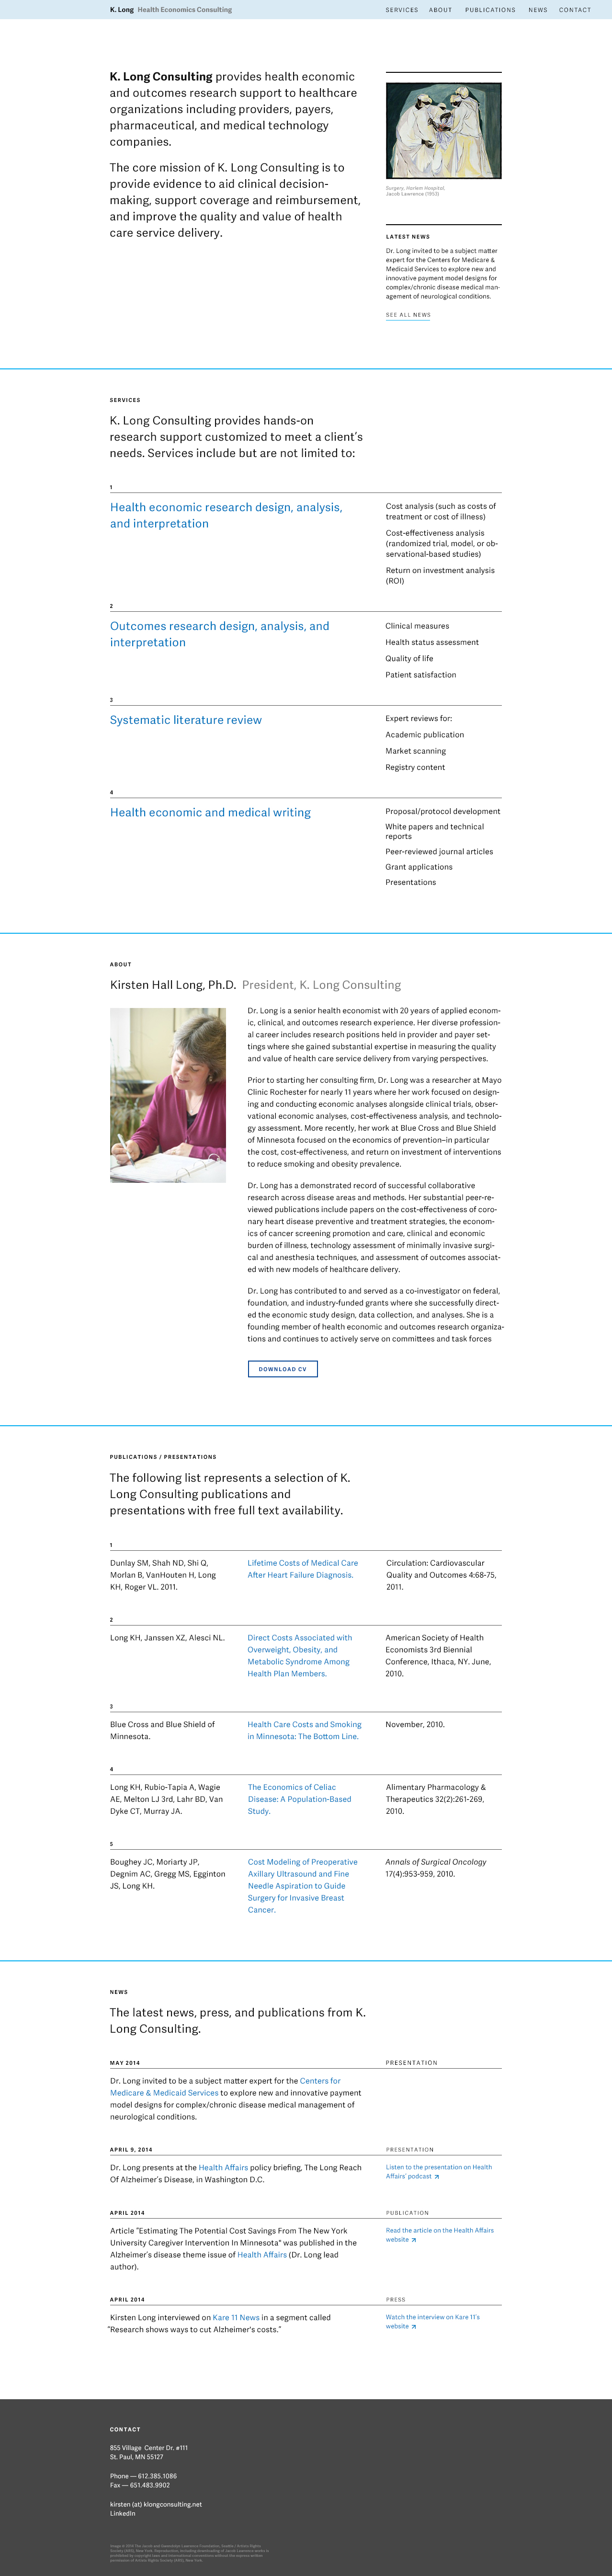 K. Long Health Economics Consulting
SERVICES ABOUT PUBLICATIONS NEWS CONTACT
K. Long Consulting provides health economic
and outcomes research support to healthcare
organizations including providers, payers,
pharmaceutical, and medical technology
companies.
The core mission of K. Long Consulting is to
provide evidence to aid clinical decision-
making, support coverage and reimbursement,
and improve the quality and value of health
care service delivery.
Surgery, Harlem Hospital,
Jacob Lawrence (1953)
LATEST NEWS
Dr. Long invited to be a subject matter
expert for the Centers for Medicare &
Medicaid Services to explore new and
innovative payment model designs for
complex/chronic disease medical man-
agement of neurological conditions.
SEE ALL NEWS
SERVICES
K. Long Consulting provides hands-on
research support customized to meet a client's
needs. Services include but are not limited to:
1
Health economic research design, analysis,
and interpretation
Cost analysis (such as costs of
treatment or cost of illness)
Cost-effectiveness analysis
(randomized trial, model, or ob-
servational-based studies)
Return on investment analysis
(ROI)
2
Outcomes research design, analysis, and
interpretation
Clinical measures
Health status assessment
Quality of life
Patient satisfaction
3
Systematic literature review
Expert reviews for:
Academic publication
Market scanning
Registry content
4
Health economic and medical writing
Proposal/protocol development
White papers and technical
reports
Peer-reviewed journal articles
Grant applications
Presentations
ABOUT
Kirsten Hall Long, Ph.D. President, K. Long Consulting
Dr. Long is a senior health economist with 20 years of applied econom-
ic, clinical, and outcomes research experience. Her diverse profession-
al career includes research positions held in provider and payer set-
tings where she gained substantial expertise in measuring the quality
and value of health care service delivery from varying perspectives.
Prior to starting her consulting firm, Dr. Long was a researcher at Mayo
Clinic Rochester for nearly 11 years where her work focused on design-
ing and conducting economic analyses alongside clinical trials, obser-
vational economic analyses, cost-effectiveness analysis, and technolo-
gy assessment. More recently, her work at Blue Cross and Blue Shield
of Minnesota focused on the economics of prevention–in particular
the cost, cost-effectiveness, and return on investment of interventions
to reduce smoking and obesity prevalence.
Dr. Long has a demonstrated record of successful collaborative
research across disease areas and methods. Her substantial peer-re-
viewed publications include papers on the cost-effectiveness of coro-
nary heart disease preventive and treatment strategies, the econom-
ics of cancer screening promotion and care, clinical and economic
burden of illness, technology assessment of minimally invasive surgi-
cal and anesthesia techniques, and assessment of outcomes associat-
ed with new models of healthcare delivery.
Dr. Long has contributed to and served as a co-investigator on federal,
foundation, and industry-funded grants where she successfully direct-
ed the economic study design, data collection, and analyses. She is a
founding member of health economic and outcomes research organiza-
tions and continues to actively serve on committees and task forces
DOWNLOAD CV
PUBLICATIONS / PRESENTATIONS
The following list represents a selection of K.
Long Consulting publications and
presentations with free full text availability.
1
Dunlay SM, Shah ND, Shi Q,
Morlan B, VanHouten H, Long
KH, Roger VL. 2011.
Lifetime Costs of Medical Care
After Heart Failure Diagnosis.
Circulation: Cardiovascular
Quality and Outcomes 4:68-75,
2011.
2
Long KH, Janssen XZ, Alesci NL.
Direct Costs Associated with
Overweight, Obesity, and
Metabolic Syndrome Among
Health Plan Members.
American Society of Health
Economists 3rd Biennial
Conference, Ithaca, NY. June,
2010.
3
Blue Cross and Blue Shield of
Minnesota.
Health Care Costs and Smoking
in Minnesota: The Bottom Line.
November, 2010.
4
Long KH, Rubio-Tapia A, Wagie
AE, Melton LJ 3rd, Lahr BD, Van
Dyke CT, Murray JA.
The Economics of Celiac
Disease: A Population-Based
Study.
Alimentary Pharmacology &
Therapeutics 32(2):261-269,
2010.
5
Boughey JC, Moriarty JP,
Degnim AC, Gregg MS, Egginton
JS, Long KH.
Cost Modeling of Preoperative
Axillary Ultrasound and Fine
Needle Aspiration to Guide
Surgery for Invasive Breast
Cancer.
Annals of Surgical Oncology
17(4):953-959, 2010.
NEWS
The latest news, press, and publications from K.
Long Consulting.
MAY 2014
PRESENTATION
Dr. Long invited to be a subject matter expert for the Centers for
Medicare & Medicaid Services to explore new and innovative payment
model designs for complex/chronic disease medical management of
neurological conditions.
APRIL 9, 2014
PRESENTATION
Dr. Long presents at the Health Affairs policy briefing, The Long Reach
Of Alzheimer's Disease, in Washington D.C.
Listen to the presentation on Health
Affairs' podcast
APRIL 2014
PUBLICATION
Article "Estimating The Potential Cost Savings From The New York
University Caregiver Intervention In Minnesota" was published in the
Alzheimer's disease theme issue of Health Affairs (Dr. Long lead
author).
Read the article on the Health Affairs
website
APRIL 2014
PRESS
Kirsten Long interviewed on Kare 11 News in a segment called
"Research shows ways to cut Alzheimer's costs."
Watch the interview on Kare 11's
website
CONTACT
855 Village Center Dr. #111
St. Paul, MN 55127
Phone — 612.385.1086
Fax — 651.483.9902
kirsten (at) klongconsulting.net
LinkedIn